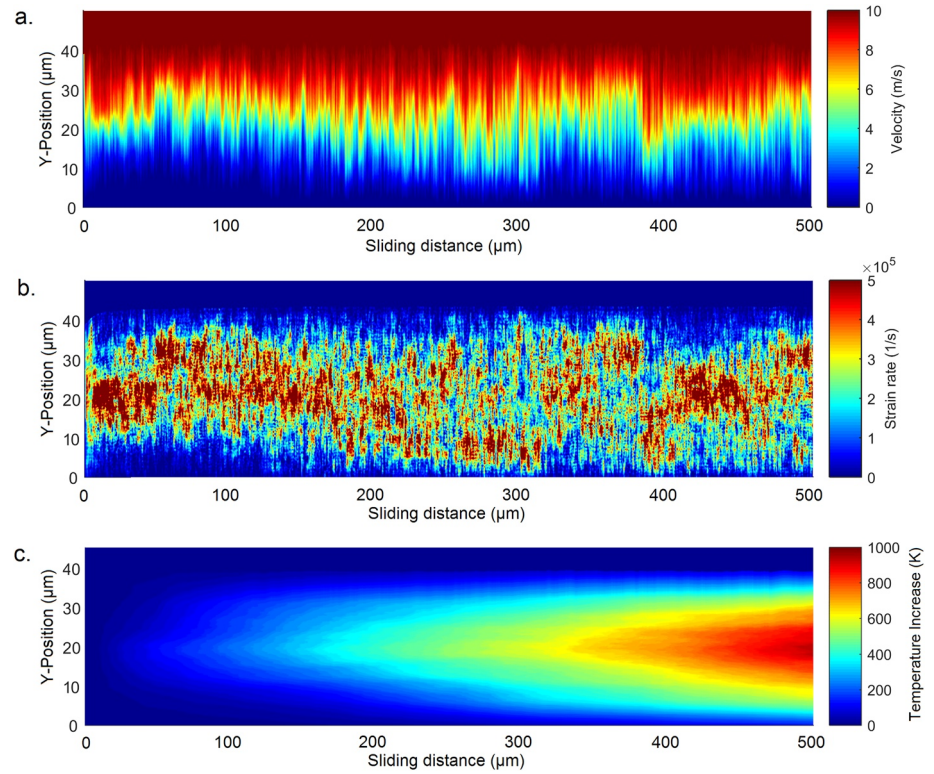 a.
Y-Position (µm)
40
30
20
10
0
0 100 200 300 400 500
Sliding distance (µm)
10
8
6
4
2
0
Velocity (m/s)
b.
Y-Position (µm)
40
30
20
10
0
0 100 200 300 400 500
Sliding distance (µm)
×10⁵
5
4
3
2
1
0
Strain rate (1/s)
c.
Y-Position (µm)
40
30
20
10
0
0 100 200 300 400 500
Sliding distance (µm)
1000
800
600
400
200
0
Temperature Increase (K)